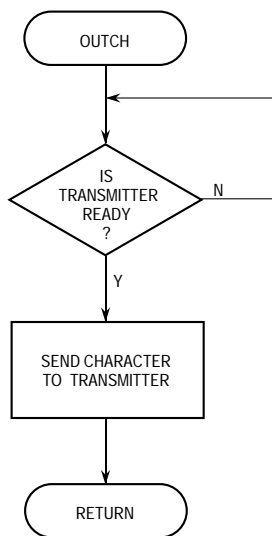 OUTCH
IS
TRANSMITTER
READY
?
N
Y
SEND CHARACTER
TO TRANSMITTER
RETURN